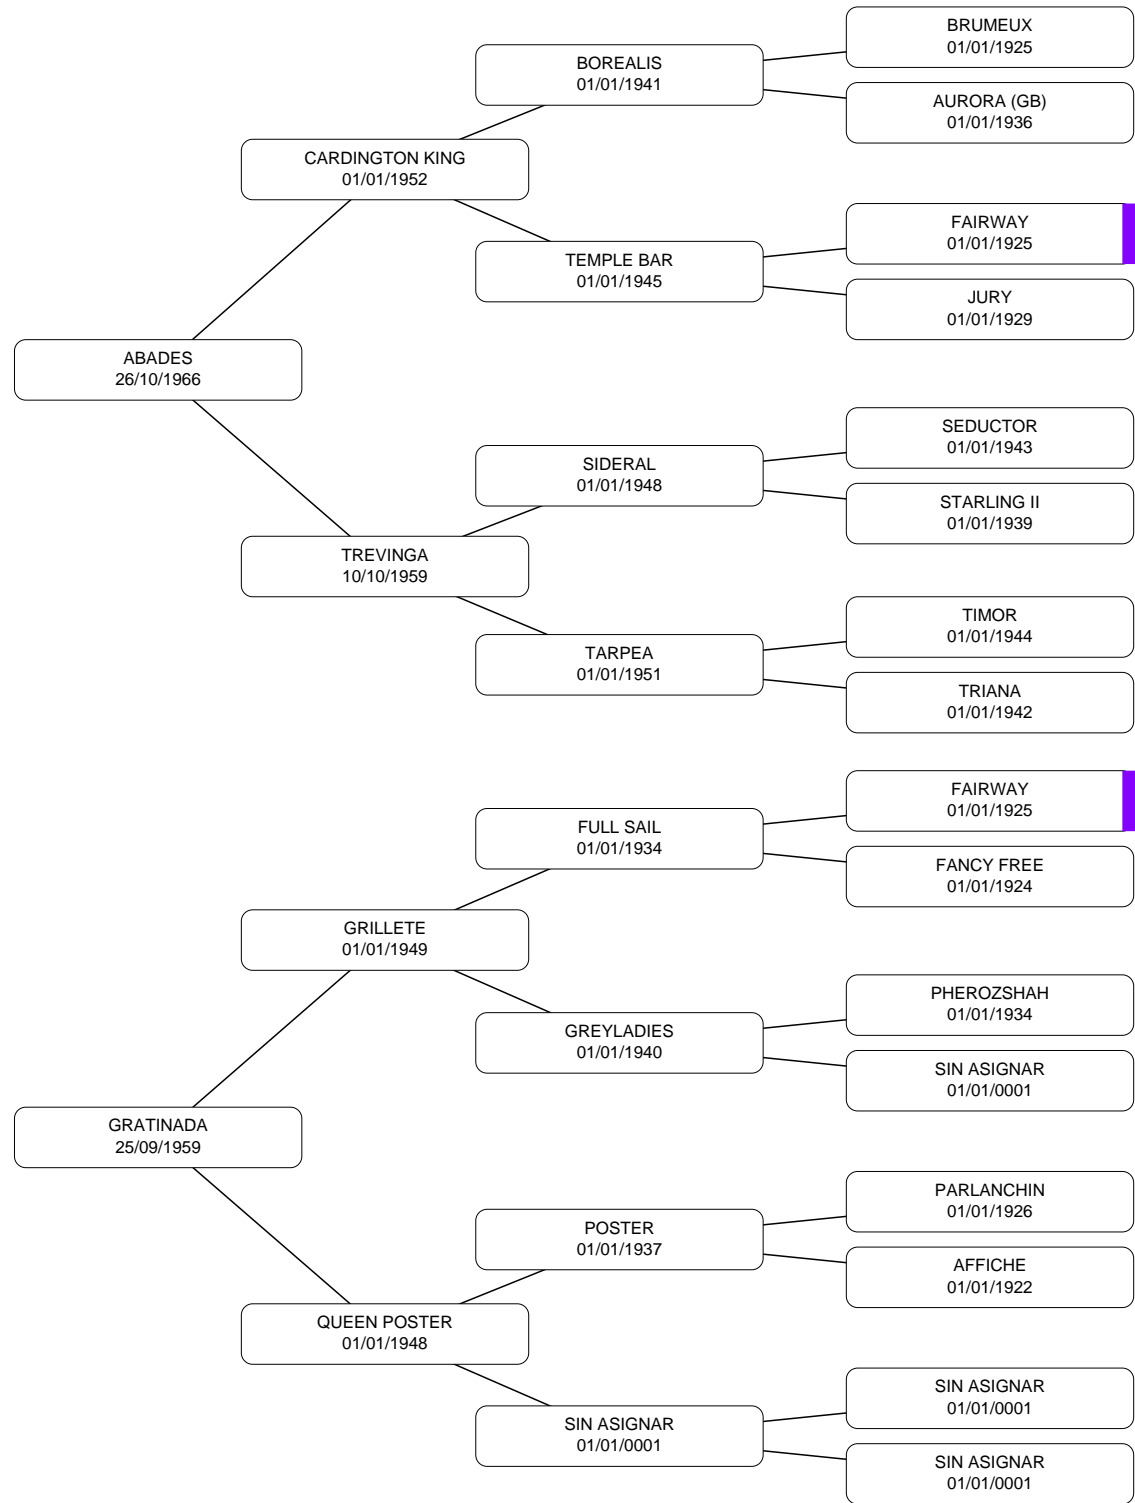 BRUMEUX
01/01/1925
BOREALIS
01/01/1941
AURORA (GB)
01/01/1936
CARDINGTON KING
01/01/1952
FAIRWAY
01/01/1925
TEMPLE BAR
01/01/1945
JURY
01/01/1929
ABADES
26/10/1966
SEDUCTOR
01/01/1943
SIDERAL
01/01/1948
STARLING II
01/01/1939
TREVINGA
10/10/1959
TIMOR
01/01/1944
TARPEA
01/01/1951
TRIANA
01/01/1942
FAIRWAY
01/01/1925
FULL SAIL
01/01/1934
FANCY FREE
01/01/1924
GRILLETE
01/01/1949
PHEROZSHAH
01/01/1934
GREYLADIES
01/01/1940
SIN ASIGNAR
01/01/0001
GRATINADA
25/09/1959
PARLANCHIN
01/01/1926
POSTER
01/01/1937
AFFICHE
01/01/1922
QUEEN POSTER
01/01/1948
SIN ASIGNAR
01/01/0001
SIN ASIGNAR
01/01/0001
SIN ASIGNAR
01/01/0001